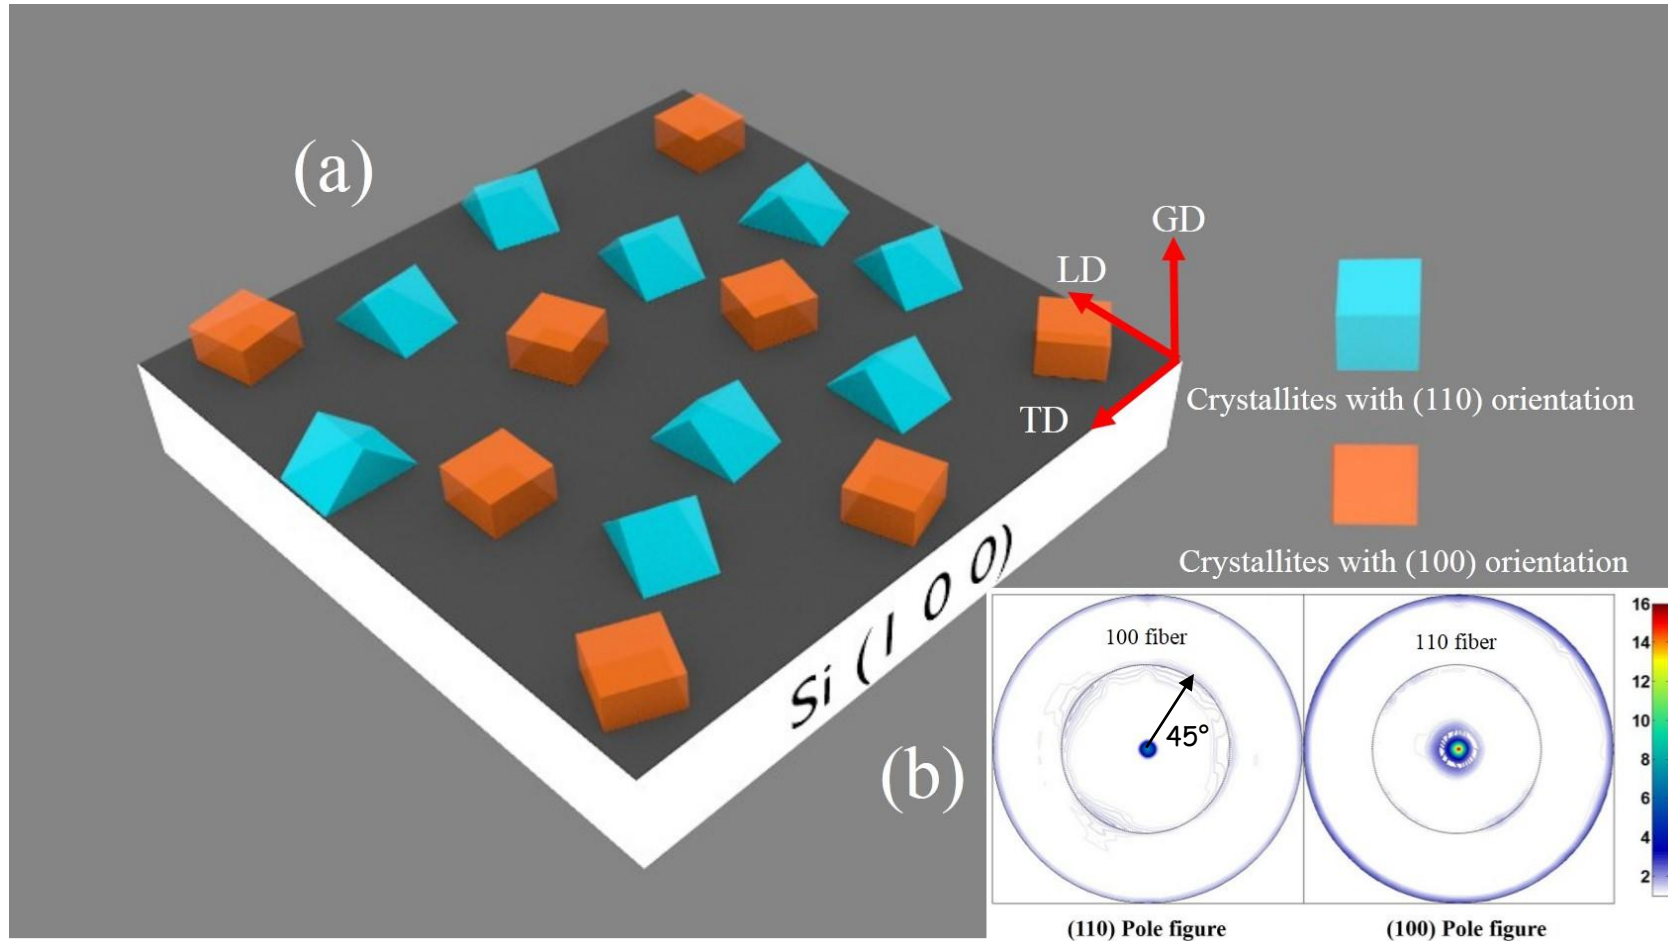 (a)
GD
LD
TD
Crystallites with (110) orientation
Crystallites with (100) orientation
Si (1 0 0)
(b)
100 fiber
45°
110 fiber
16
14
12
10
8
6
4
2
(110) Pole figure
(100) Pole figure